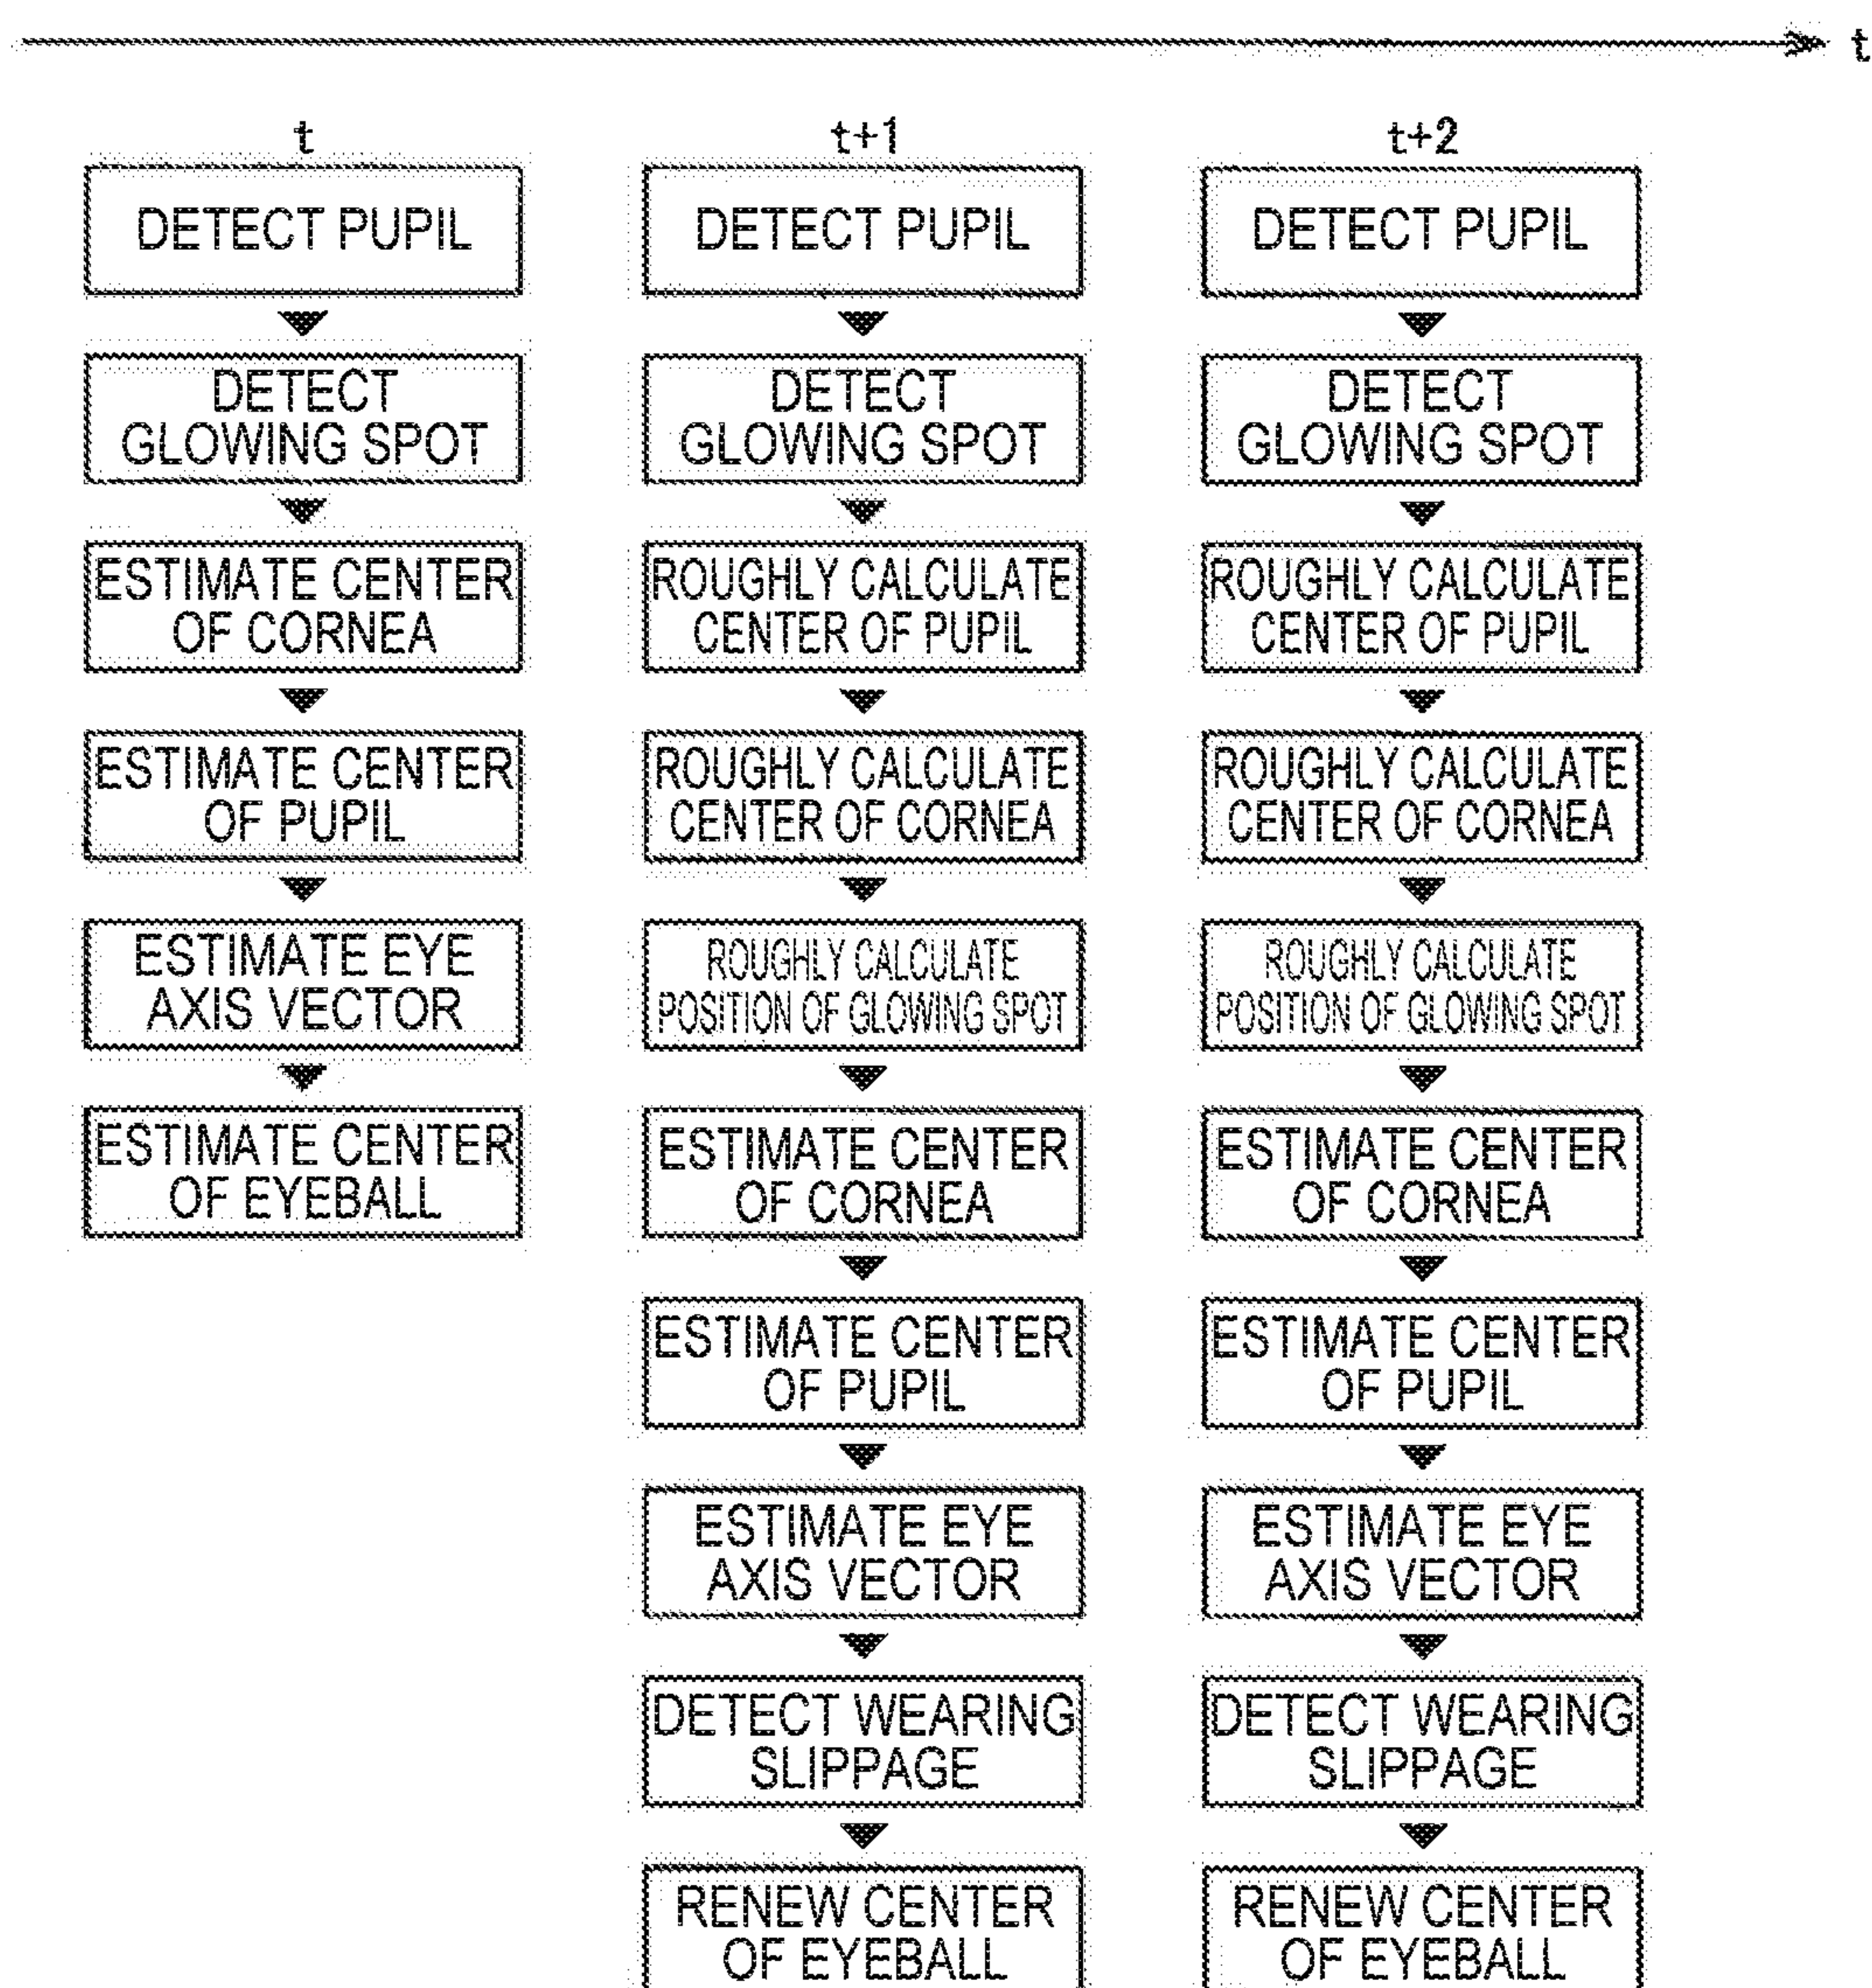 t
t
DETECT PUPIL
DETECT
GLOWING SPOT
ESTIMATE CENTER
OF CORNEA
ESTIMATE CENTER
OF PUPIL
ESTIMATE EYE
AXIS VECTOR
ESTIMATE CENTER
OF EYEBALL
t+1
DETECT PUPIL
DETECT
GLOWING SPOT
ROUGHLY CALCULATE
CENTER OF PUPIL
ROUGHLY CALCULATE
CENTER OF CORNEA
ROUGHLY CALCULATE
POSITION OF GLOWING SPOT
ESTIMATE CENTER
OF CORNEA
ESTIMATE CENTER
OF PUPIL
ESTIMATE EYE
AXIS VECTOR
DETECT WEARING
SLIPPAGE
RENEW CENTER
OF EYEBALL
t+2
DETECT PUPIL
DETECT
GLOWING SPOT
ROUGHLY CALCULATE
CENTER OF PUPIL
ROUGHLY CALCULATE
CENTER OF CORNEA
ROUGHLY CALCULATE
POSITION OF GLOWING SPOT
ESTIMATE CENTER
OF CORNEA
ESTIMATE CENTER
OF PUPIL
ESTIMATE EYE
AXIS VECTOR
DETECT WEARING
SLIPPAGE
RENEW CENTER
OF EYEBALL